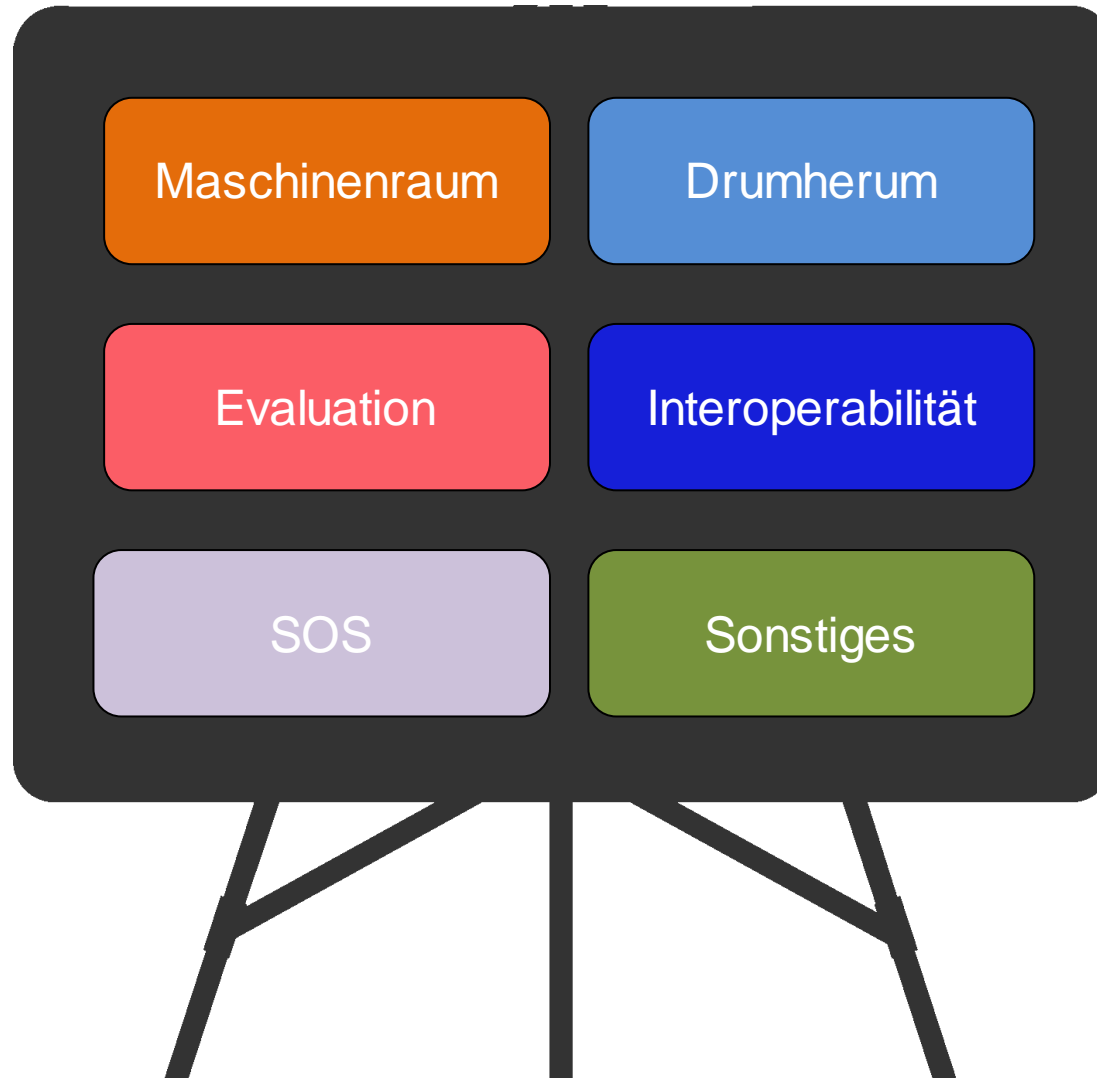 Maschinenraum
Drumherum
Evaluation
Interoperabilität
SOS
Sonstiges